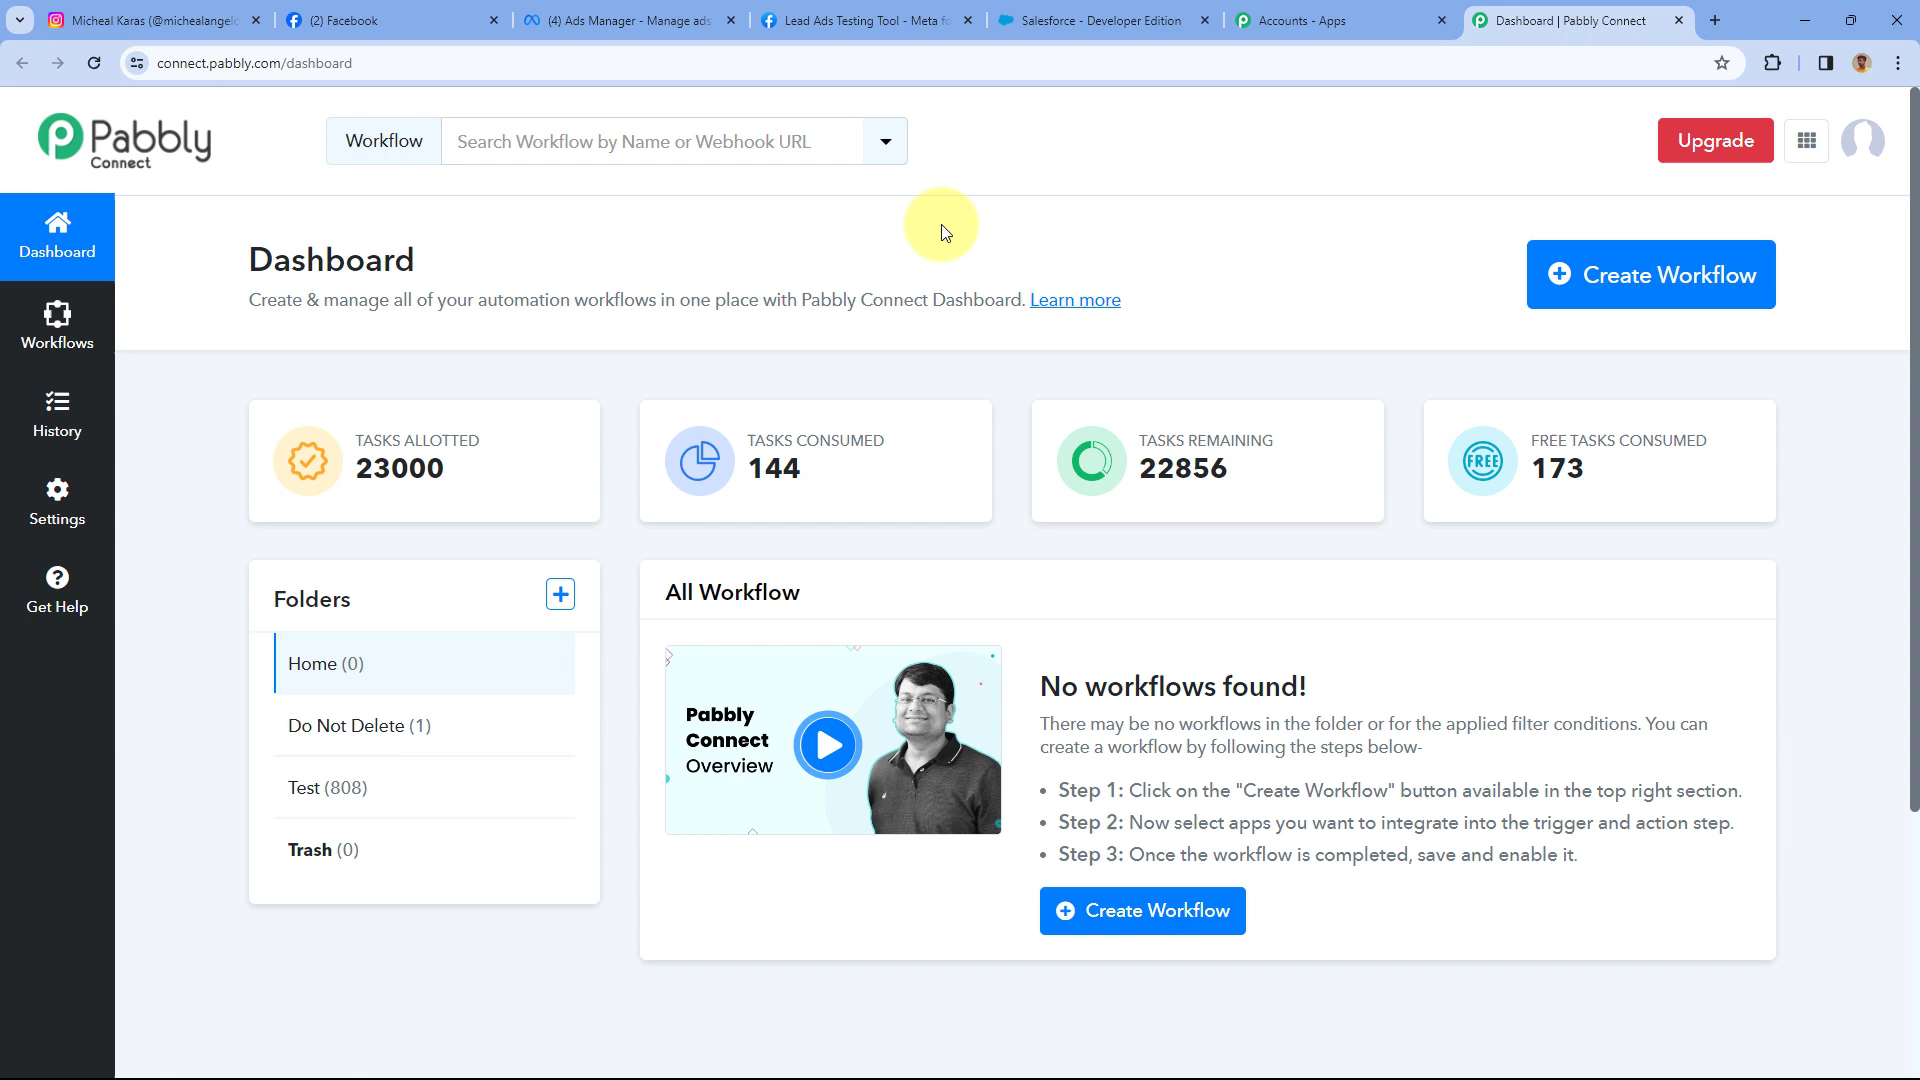 Micheal Karas (@michealangelo
(2) Facebook
(4) Ads Manager - Manage ads
Lead Ads Testing Tool - Meta fo
Salesforce - Developer Edition
Accounts - Apps
Dashboard | Pabbly Connect
connect.pabbly.com/dashboard
Pabbly
Connect
Workflow
Search Workflow by Name or Webhook URL
Upgrade
Dashboard
Workflows
History
Settings
Get Help
Dashboard
Create & manage all of your automation workflows in one place with Pabbly Connect Dashboard. Learn more
Create Workflow
TASKS ALLOTTED
23000
TASKS CONSUMED
144
TASKS REMAINING
22856
FREE
FREE TASKS CONSUMED
173
Folders
Home (0)
Do Not Delete (1)
Test (808)
Trash (0)
All Workflow
Pabbly
Connect
Overview
No workflows found!
There may be no workflows in the folder or for the applied filter conditions. You can
create a workflow by following the steps below-
• Step 1: Click on the "Create Workflow" button available in the top right section.
• Step 2: Now select apps you want to integrate into the trigger and action step.
• Step 3: Once the workflow is completed, save and enable it.
Create Workflow